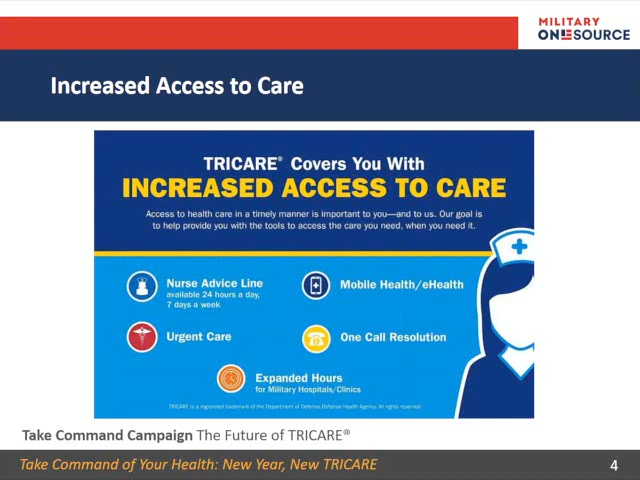 MILITARY
ONESOURCE
Increased Access to Care
TRICARE® Covers You With
INCREASED ACCESS TO CARE
Access to health care in a timely manner is important to you—and to us. Our goal is
to help provide you with the tools to access the care you need, when you need it.
Nurse Advice Line
available 24 hours a day,
7 days a week
Mobile Health/eHealth
Urgent Care
One Call Resolution
Expanded Hours
for Military Hospitals/Clinics
TRICARE is a registered trademark of the Department of Defense Defense Health Agency. All rights reserved.
Take Command Campaign The Future of TRICARE®
Take Command of Your Health: New Year, New TRICARE
4